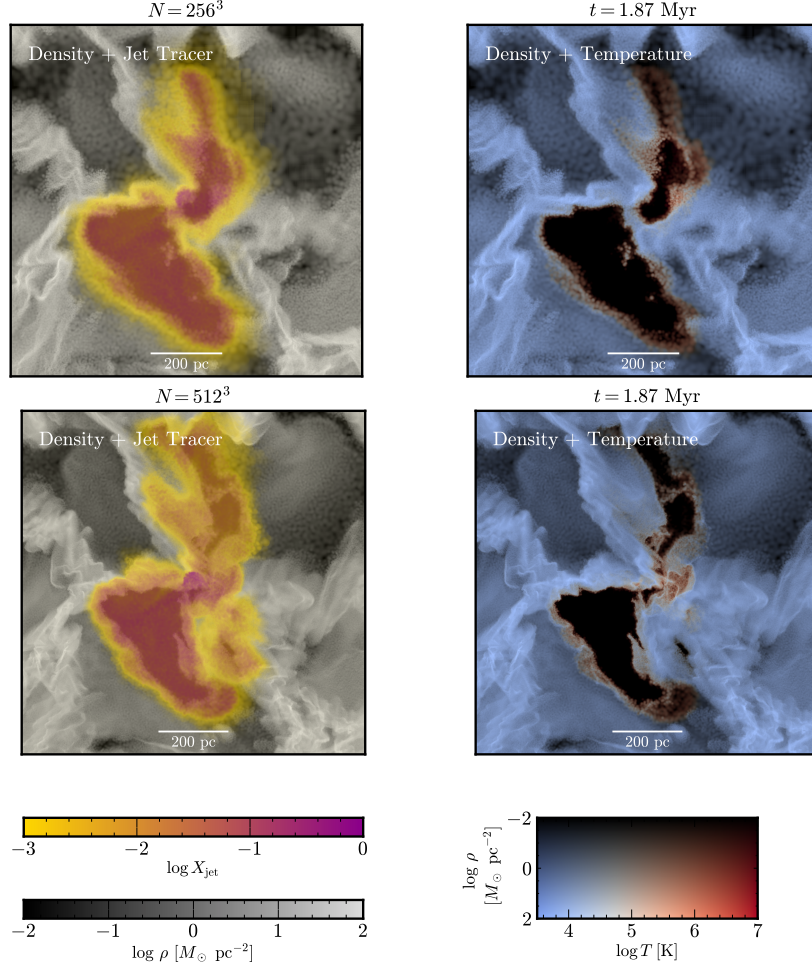 N = 256³
t = 1.87 Myr
Density + Jet Tracer
Density + Temperature
200 pc
200 pc
N = 512³
t = 1.87 Myr
Density + Jet Tracer
Density + Temperature
200 pc
200 pc
−3 −2 −1 0
log X_jet
−2 −1 0 1 2
log ρ [M_⊙ pc⁻²]
−2
0
2
log ρ
[M_⊙ pc⁻²]
4 5 6 7
log T [K]